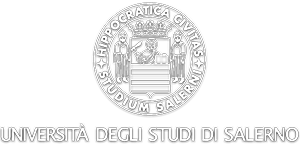 HIPPOCRATICA CIVITAS
STUDIUM SALERNI
UNIVERSITÀ DEGLI STUDI DI SALERNO